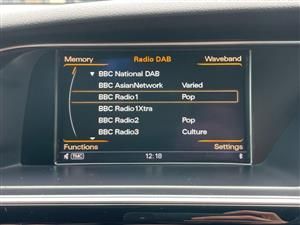 Memory Radio DAB Waveband
BBC National DAB
BBC AsianNetwork Varied
BBC Radio1 Pop
BBC Radio1Xtra
BBC Radio2 Pop
BBC Radio3 Culture
Functions Settings
TMC 12:18